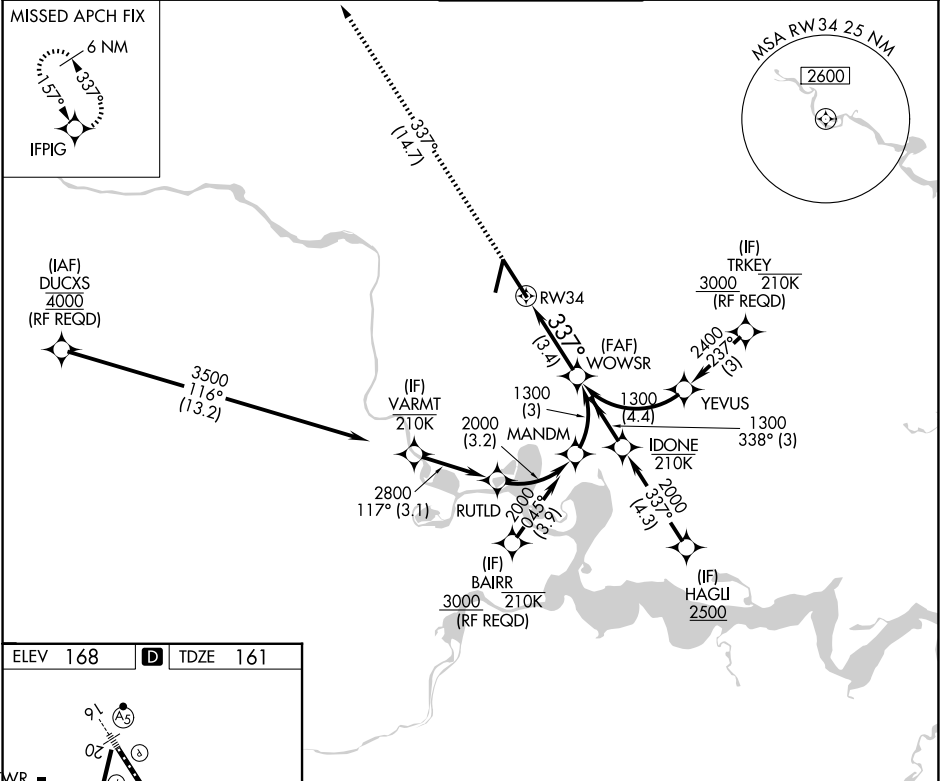 MISSED APCH FIX
6 NM
337°
157°
IFPIG
337°
(14.7)
MSA RW34 25 NM
2600
(IAF)
DUCXS
4000
(RF REQD)
3500
116°
(13.2)
(IF)
VARMT
210K
2800
117° (3.1)
RUTLD
2000
(3.2)
MANDM
2000
045°
(3.9)
(IF)
BAIRR
3000 210K
(RF REQD)
RW34
337°
(3.4)
(FAF)
WOWSR
1300
(3)
1300
(4.4)
(IF)
TRKEY
3000 210K
(RF REQD)
2400
237°
(3)
YEVUS
1300
338° (3)
IDONE
210K
2000
337°
(4.3)
(IF)
HAGLI
2500
ELEV 168 D TDZE 161
16
A5
20
P